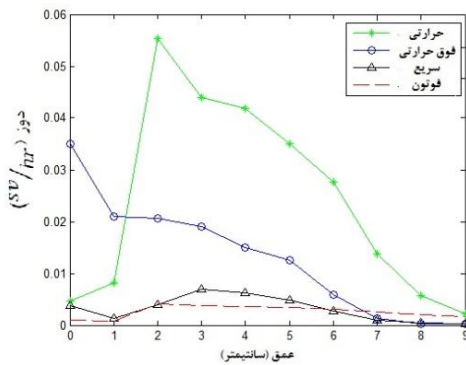 0.06
0.05
0.04
0.03
0.02
0.01
0
حرارتی
فوق حرارتی
سریع
فوتون
دوز (sv/hr)
0 1 2 3 4 5 6 7 8 9
عمق (سانتیمتر)